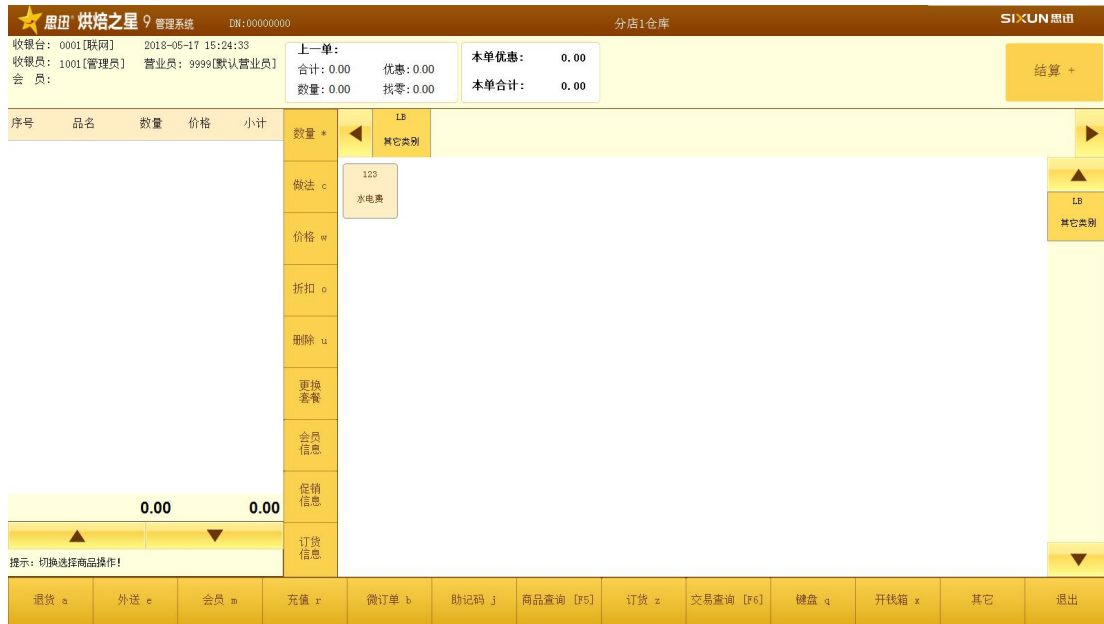 思迅 烘焙之星 9 管理系统 DN:00000000 分店1仓库 SIXUN 思迅
收银台: 0001[联网] 2018-05-17 15:24:33
收银员: 1001[管理员] 营业员: 9999[默认营业员]
会 员:
上一单:
合计: 0.00 优惠: 0.00
数量: 0.00 找零: 0.00
本单优惠: 0.00
本单合计: 0.00
结算 +
序号 品名 数量 价格 小计
0.00 0.00
提示: 切换选择商品操作!
数量 *
做法 c
价格 w
折扣 o
删除 u
更换
套餐
会员
信息
促销
信息
订货
信息
LB
其它类别
123
水电费
LB
其它类别
退货 a 外送 e 会员 m 充值 r 微订单 b 助记码 j 商品查询 [F5] 订货 z 交易查询 [F6] 键盘 q 开钱箱 x 其它 退出